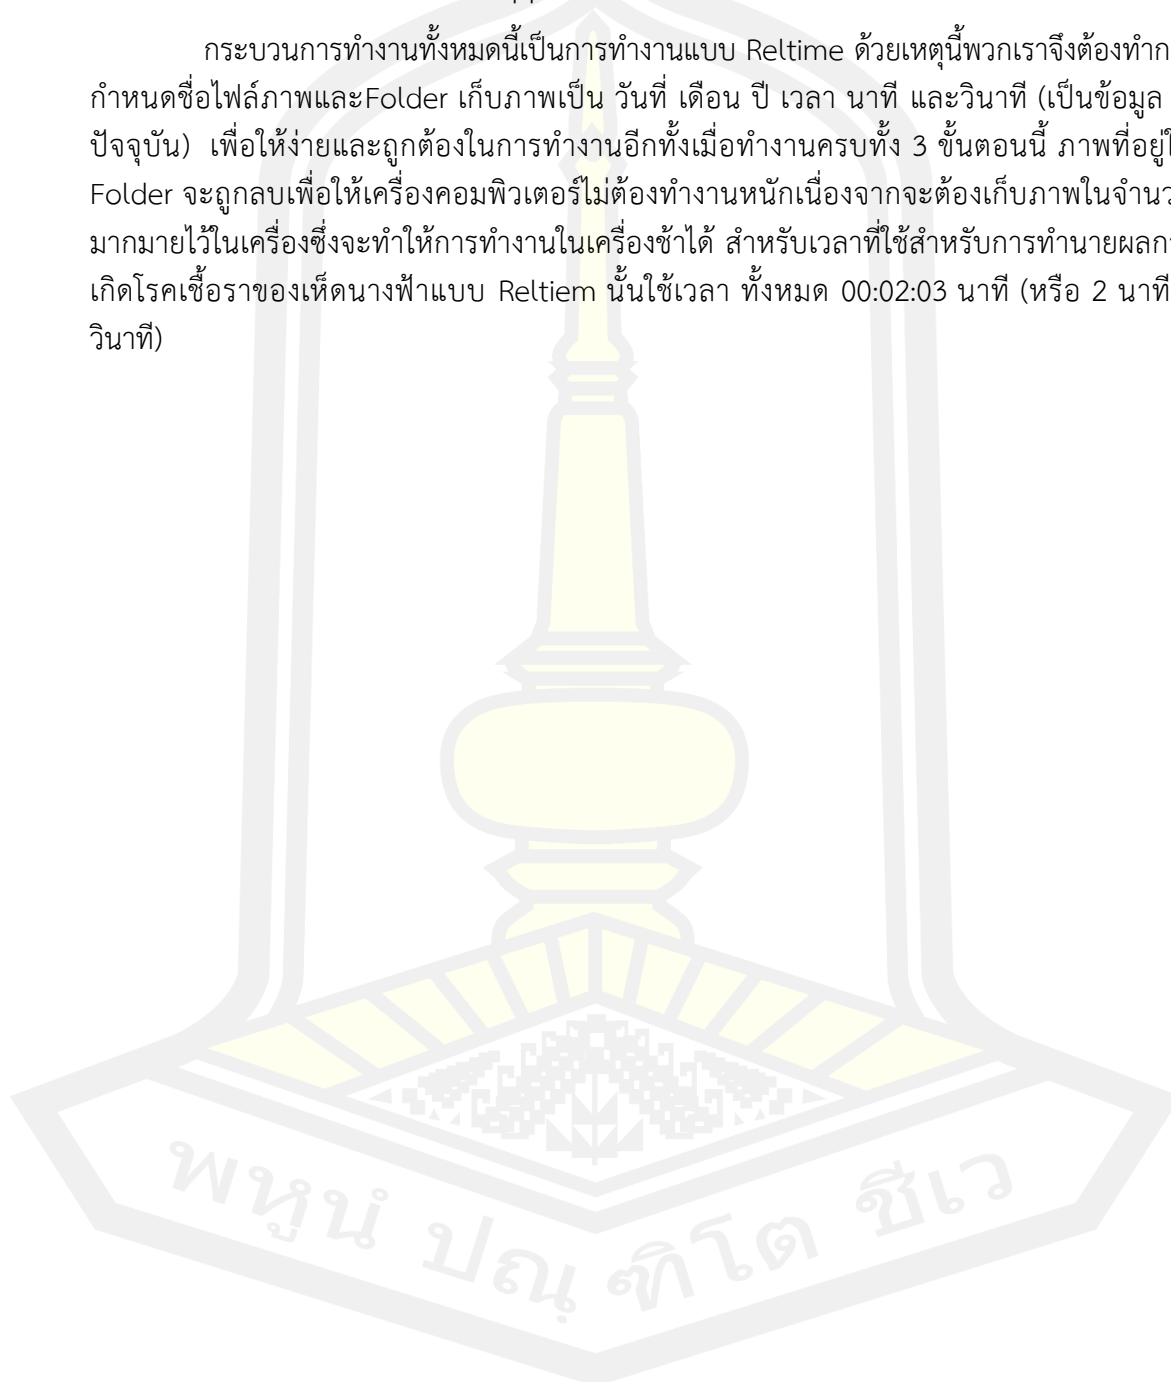 กระบวนการทำงานทั้งหมดนี้เป็นการทำงานแบบ Reltime ด้วยเหตุนี้พวกเราจึงต้องทำก
กำหนดชื่อไฟล์ภาพและFolder เก็บภาพเป็น วันที่ เดือน ปี เวลา นาที และวินาที (เป็นข้อมูล
ปัจจุบัน) เพื่อให้ง่ายและถูกต้องในการทำงานอีกทั้งเมื่อทำงานครบทั้ง 3 ขั้นตอนนี้ ภาพที่อยู่ใ
Folder จะถูกลบเพื่อให้เครื่องคอมพิวเตอร์ไม่ต้องทำงานหนักเนื่องจากจะต้องเก็บภาพในจำนว
มากมายไว้ในเครื่องซึ่งจะทำให้การทำงานในเครื่องช้าได้ สำหรับเวลาที่ใช้สำหรับการทำนายผลก
เกิดโรคเชื้อราของเห็ดนางฟ้าแบบ Reltiem นั้นใช้เวลา ทั้งหมด 00:02:03 นาที (หรือ 2 นาที
วินาที)
พหูนํ ปณฺ ฑิโต ชีเว